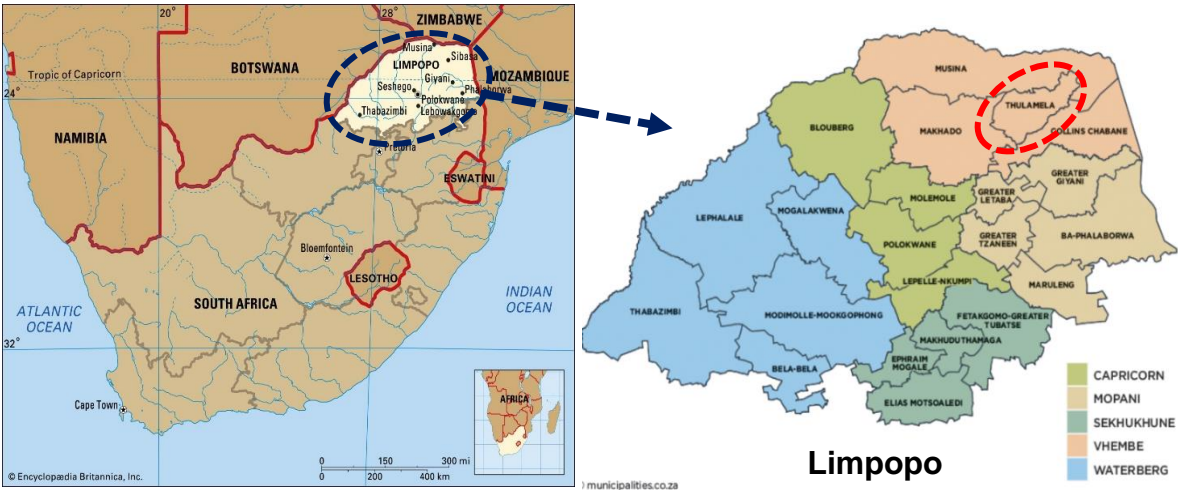 20°
28°
ZIMBABWE
Musina
LIMPOPO
Sibasa
BOTSWANA
Giyani
MOZAMBIQUE
Tropic of Capricorn
Seshego
Phalaborwa
24°
Polokwane
Thabazimbi
Lebowakgomo
NAMIBIA
Pretoria
ESWATINI
Bloemfontein
LESOTHO
SOUTH AFRICA
ATLANTIC
OCEAN
INDIAN
OCEAN
32°
Cape Town
AFRICA
0 150 300 mi
0 200 400 km
© Encyclopædia Britannica, Inc.
MUSINA
THULAMELA
BLOUBERG
MAKHADO
COLLINS CHABANE
GREATER
GIYANI
LEPHALALE
MOGALAKWENA
MOLEMOLE
GREATER
LETABA
POLOKWANE
GREATER
TZANEEN
BA-PHALABORWA
LEPELLE-NKUMPI
MARULENG
THABAZIMBI
MODIMOLLE-MOOKGOPHONG
FETAKGOMO-GREATER
TUBATSE
MAKHUDUTHAMAGA
BELA-BELA
EPHRAIM
MOGALE
ELIAS MOTSOALEDI
CAPRICORN
MOPANI
SEKHUKHUNE
VHEMBE
WATERBERG
Limpopo
municipalities.co.za